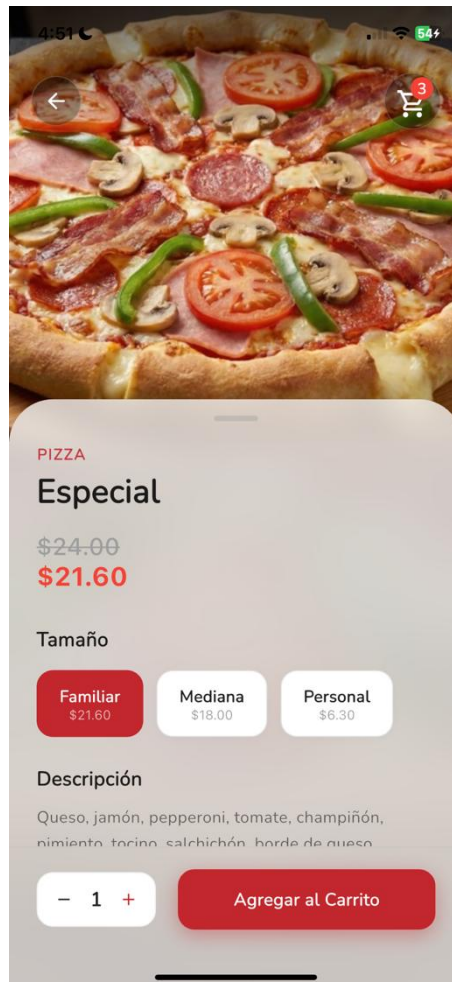 4:51
54
3
PIZZA
Especial
$24.00
$21.60
Tamaño
Familiar Mediana Personal
$21.60 $18.00 $6.30
Descripción
Queso, jamón, pepperoni, tomate, champiñón,
pimiento, tocino, salchichón, borde de queso
− 1 + Agregar al Carrito